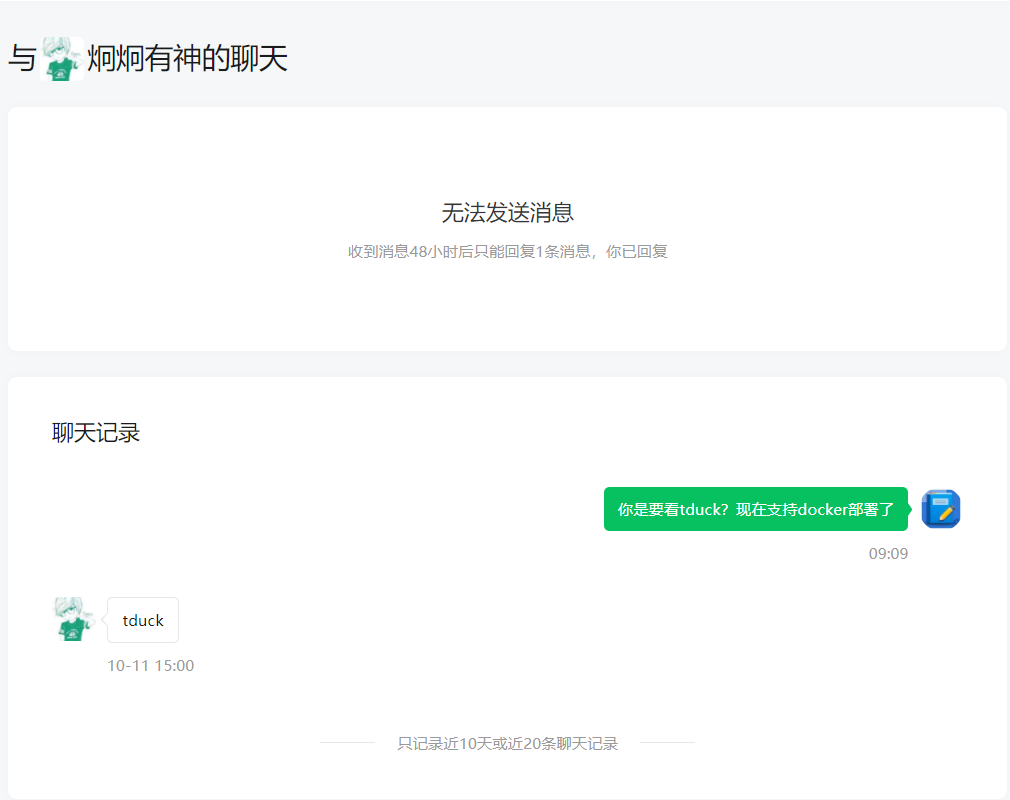 与炯炯有神的聊天
无法发送消息
收到消息48小时后只能回复1条消息，你已回复
聊天记录
你是要看tduck？现在支持docker部署了
09:09
tduck
10-11 15:00
只记录近10天或近20条聊天记录